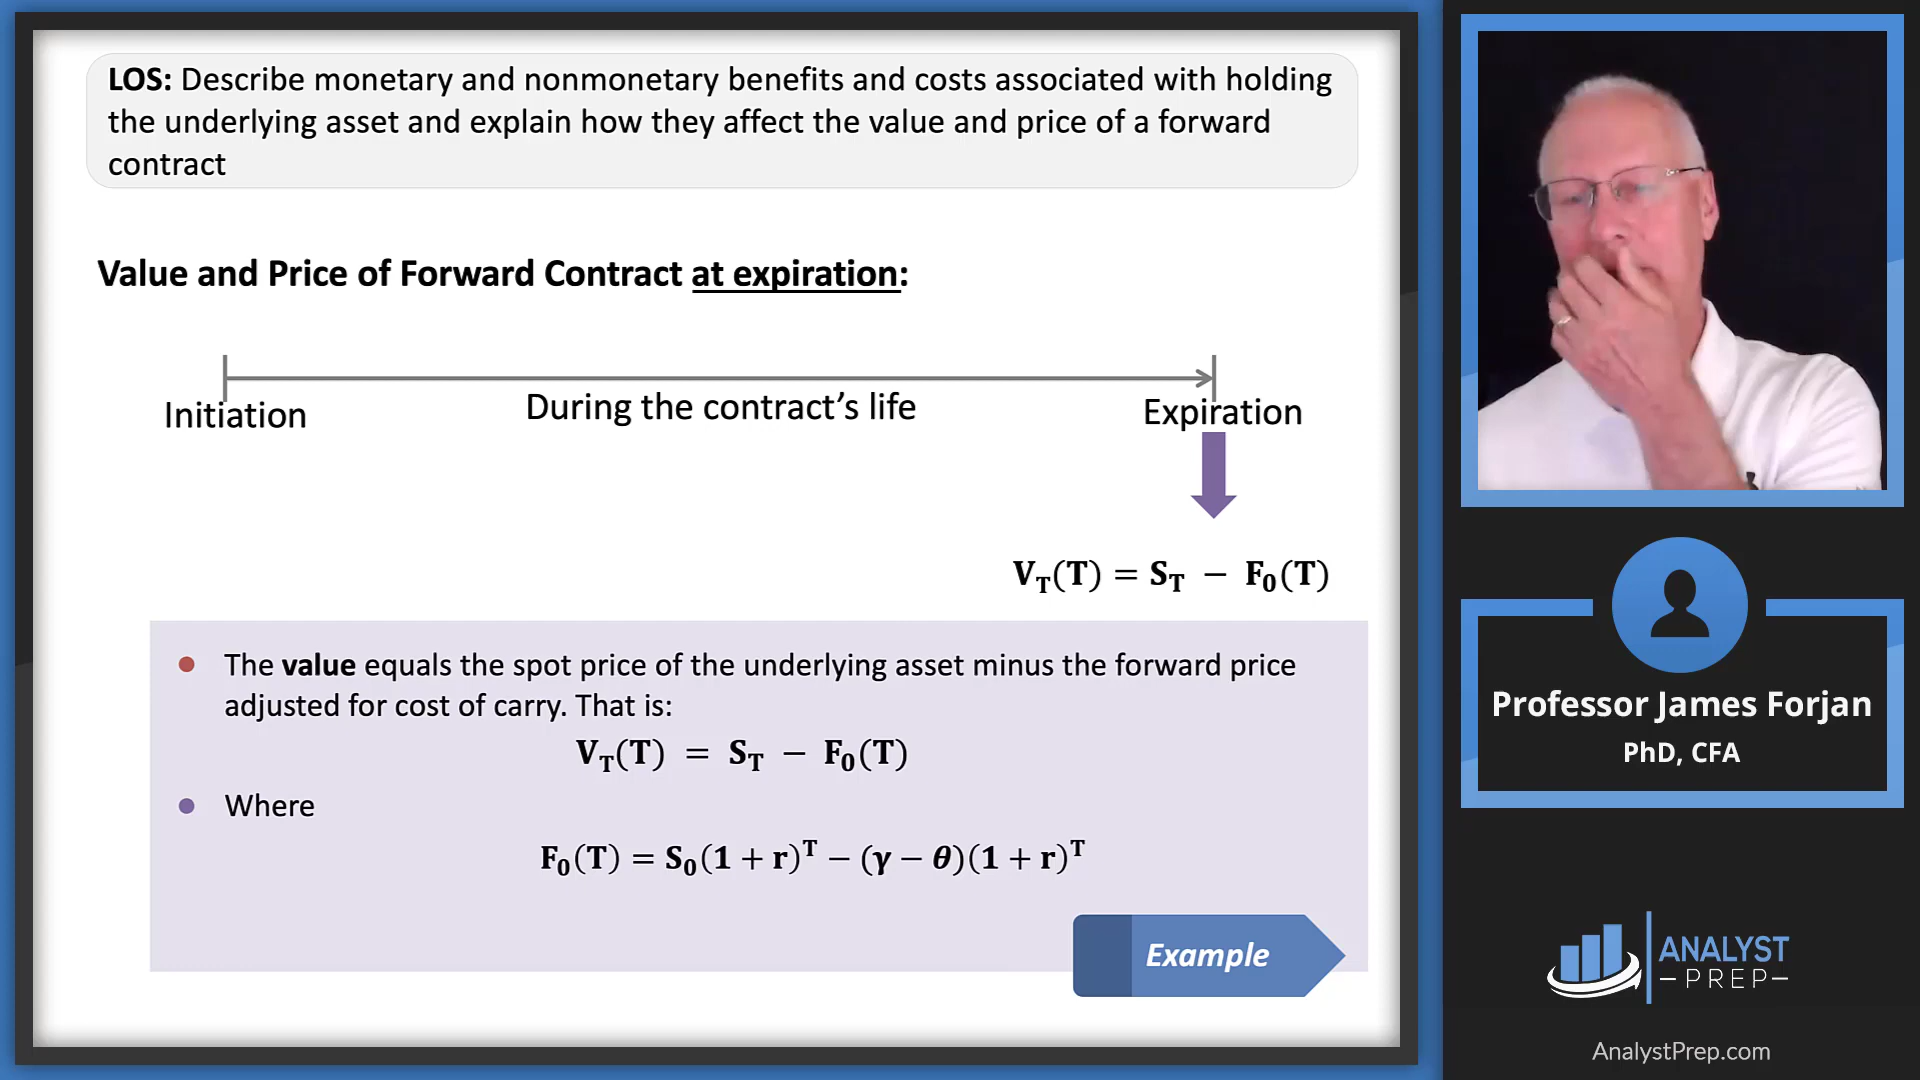 LOS: Describe monetary and nonmonetary benefits and costs associated with holding
the underlying asset and explain how they affect the value and price of a forward
contract
Value and Price of Forward Contract at expiration:
Initiation
During the contract's life
Expiration
V_T(T) = S_T − F_0(T)
• The value equals the spot price of the underlying asset minus the forward price
adjusted for cost of carry. That is:
V_T(T) = S_T − F_0(T)
• Where
F_0(T) = S_0(1 + r)^T − (γ − θ)(1 + r)^T
Example
Professor James Forjan
PhD, CFA
ANALYST
– PREP –
AnalystPrep.com